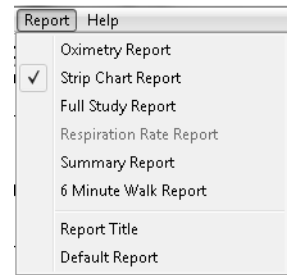 Report Help
Oximetry Report
✓ Strip Chart Report
Full Study Report
Respiration Rate Report
Summary Report
6 Minute Walk Report
Report Title
Default Report